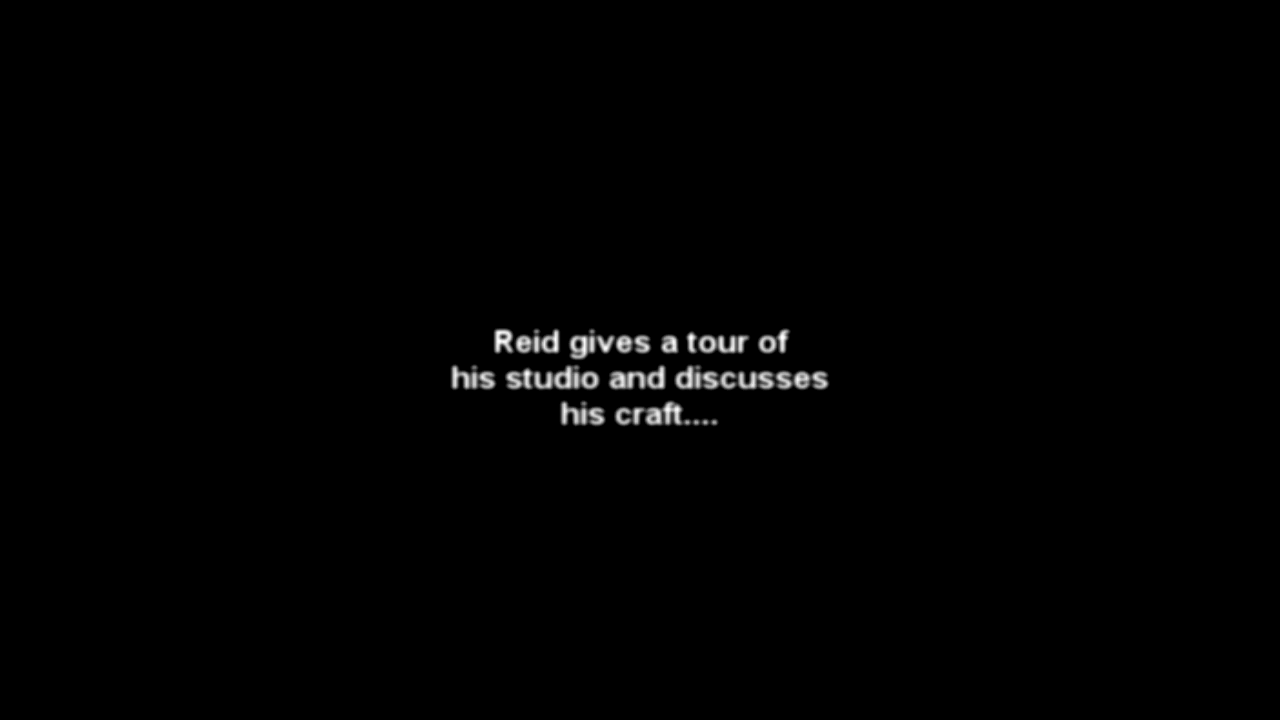 Reid gives a tour of
his studio and discusses
his craft....